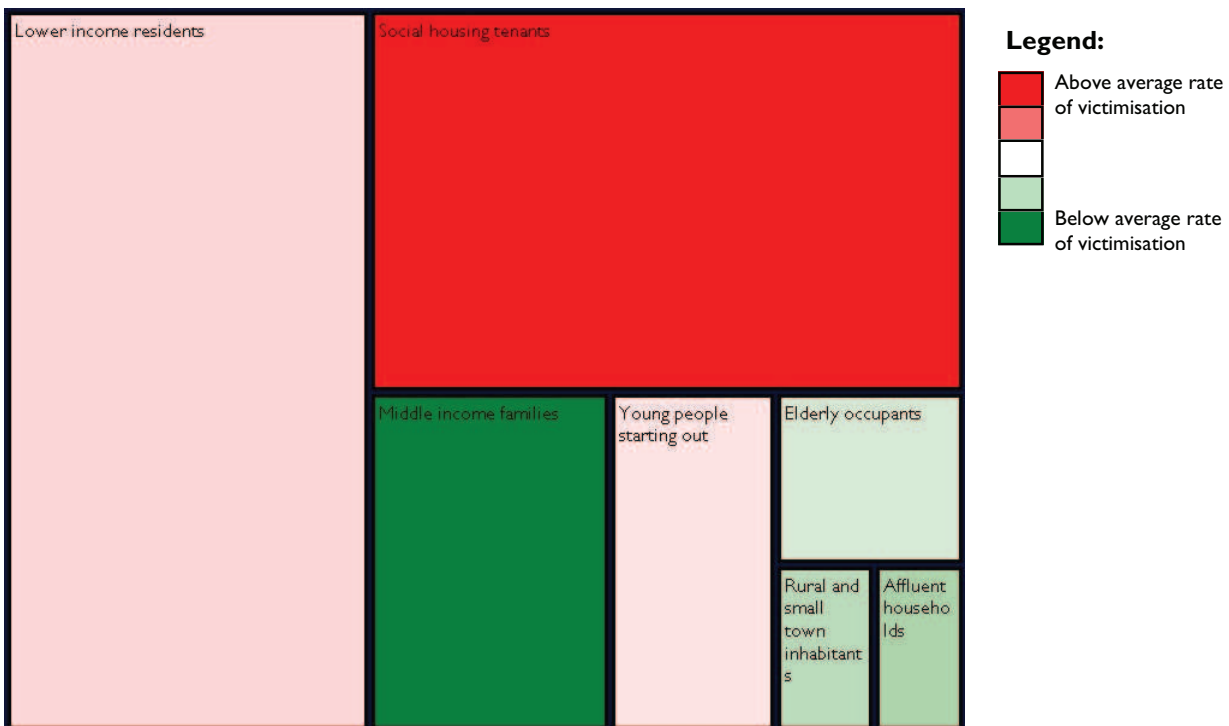 Lower income residents
Social housing tenants
Middle income families
Young people
starting out
Elderly occupants
Rural and
small
town
inhabitant
s
Affluent
househo
lds
Legend:
Above average rate
of victimisation
Below average rate
of victimisation